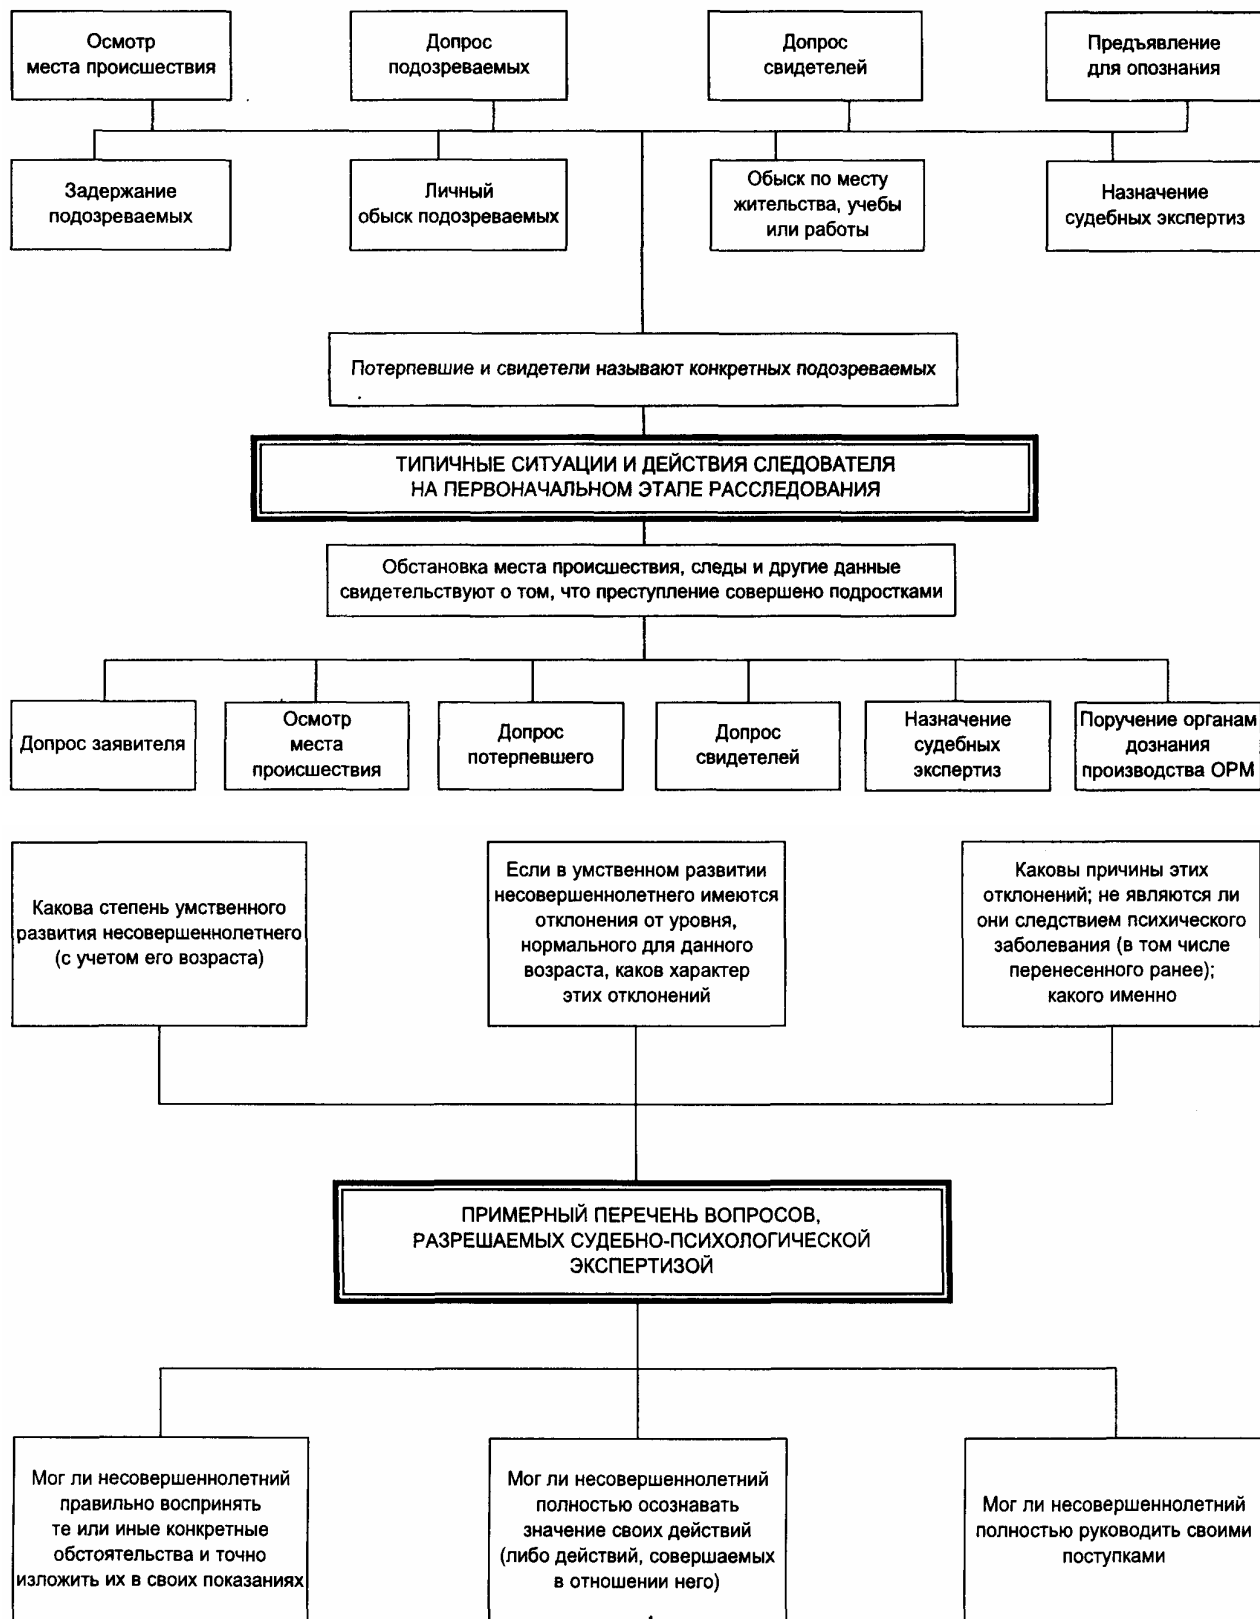 Осмотр
места происшествия
Допрос
подозреваемых
Допрос
свидетелей
Предъявление
для опознания
Задержание
подозреваемых
Личный
обыск подозреваемых
Обыск по месту
жительства, учебы
или работы
Назначение
судебных экспертиз
Потерпевшие и свидетели называют конкретных подозреваемых
ТИПИЧНЫЕ СИТУАЦИИ И ДЕЙСТВИЯ СЛЕДОВАТЕЛЯ
НА ПЕРВОНАЧАЛЬНОМ ЭТАПЕ РАССЛЕДОВАНИЯ
Обстановка места происшествия, следы и другие данные
свидетельствуют о том, что преступление совершено подростками
Допрос заявителя
Осмотр
места
происшествия
Допрос
потерпевшего
Допрос
свидетелей
Назначение
судебных
экспертиз
Поручение органам
дознания
производства ОРМ
Какова степень умственного
развития несовершеннолетнего
(с учетом его возраста)
Если в умственном развитии
несовершеннолетнего имеются
отклонения от уровня,
нормального для данного
возраста, каков характер
этих отклонений
Каковы причины этих
отклонений; не являются ли
они следствием психического
заболевания (в том числе
перенесенного ранее);
какого именно
ПРИМЕРНЫЙ ПЕРЕЧЕНЬ ВОПРОСОВ,
РАЗРЕШАЕМЫХ СУДЕБНО-ПСИХОЛОГИЧЕСКОЙ
ЭКСПЕРТИЗОЙ
Мог ли несовершеннолетний
правильно воспринять
те или иные конкретные
обстоятельства и точно
изложить их в своих показаниях
Мог ли несовершеннолетний
полностью осознавать
значение своих действий
(либо действий, совершаемых
в отношении него)
Мог ли несовершеннолетний
полностью руководить своими
поступками